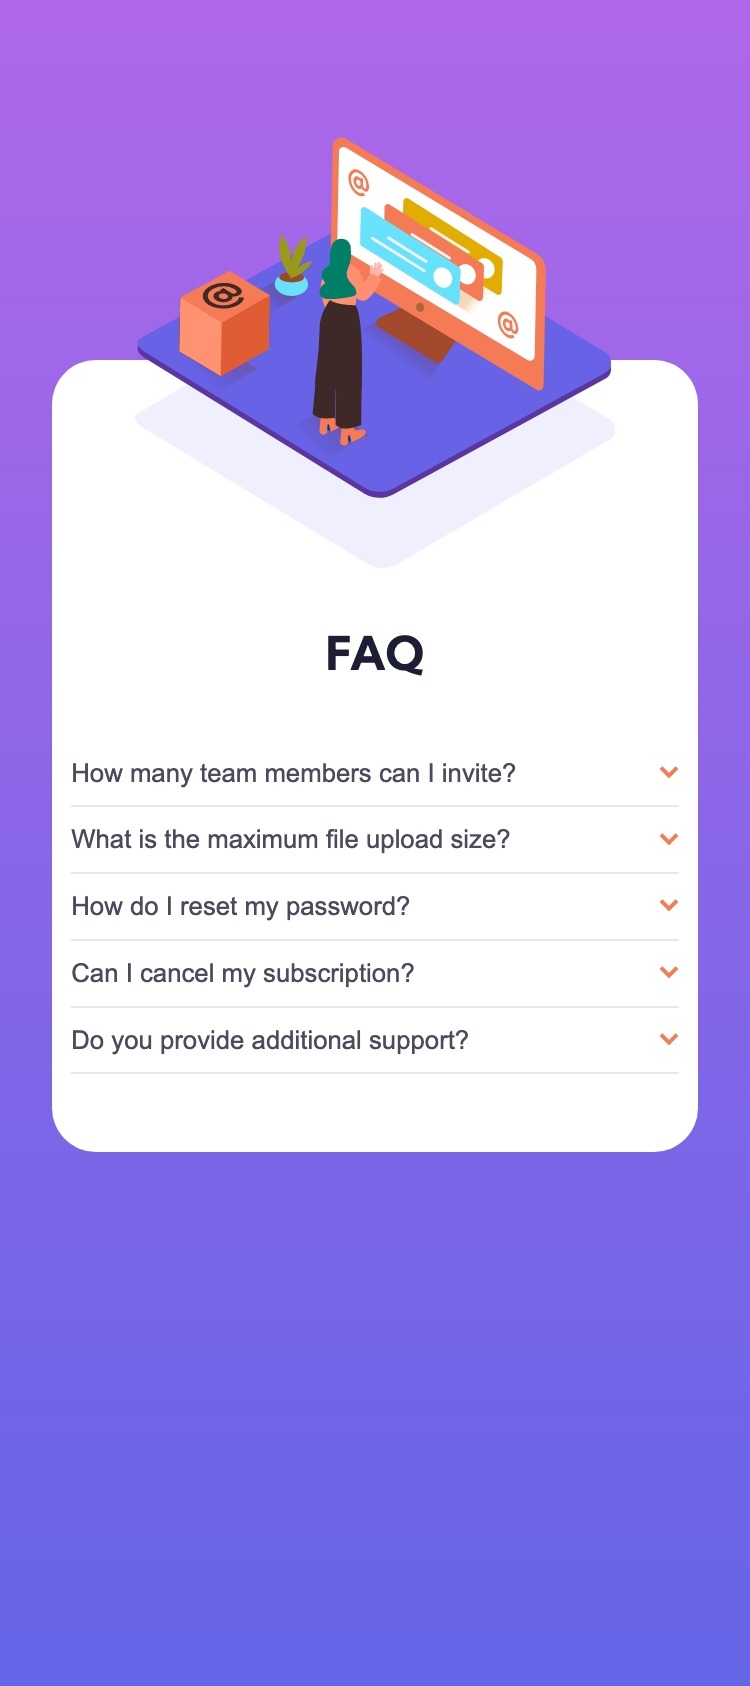 @
@
@
FAQ
How many team members can I invite?
What is the maximum file upload size?
How do I reset my password?
Can I cancel my subscription?
Do you provide additional support?